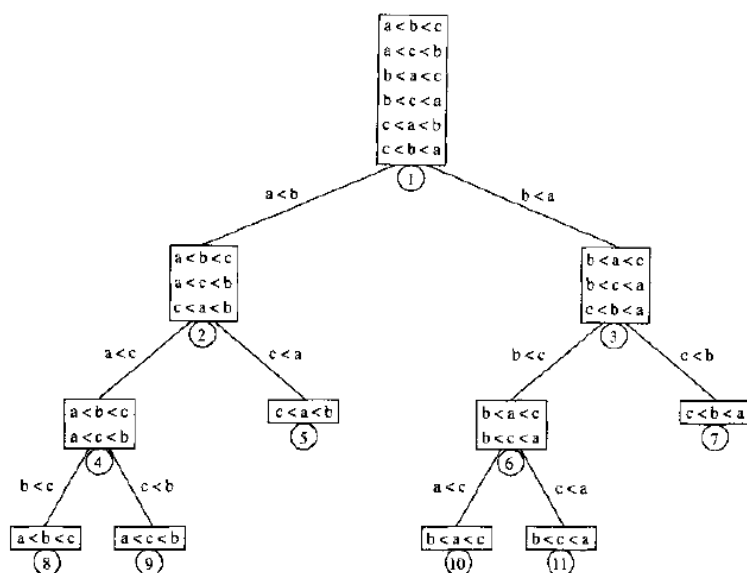 a < b < c
a < c < b
b < a < c
b < c < a
c < a < b
c < b < a
1
a < b
b < a
a < b < c
a < c < b
c < a < b
2
b < a < c
b < c < a
c < b < a
3
a < c
c < a
b < c
c < b
a < b < c
a < c < b
4
c < a < b
5
b < a < c
b < c < a
6
c < b < a
7
b < c
c < b
a < c
c < a
a < b < c
8
a < c < b
9
b < a < c
10
b < c < a
11